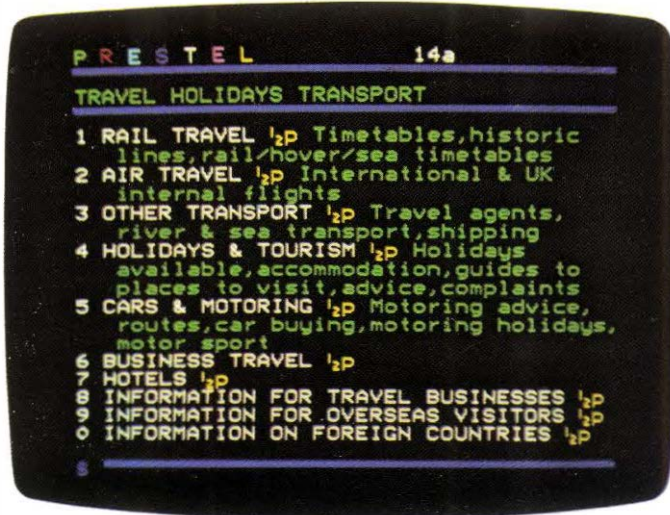 PRESTEL 14a
TRAVEL HOLIDAYS TRANSPORT
1 RAIL TRAVEL ½p Timetables,historic
lines,rail/hover/sea timetables
2 AIR TRAVEL ½p International & UK
internal flights
3 OTHER TRANSPORT ½p Travel agents,
river & sea transport,shipping
4 HOLIDAYS & TOURISM ½p Holidays
available,accommodation,guides to
places to visit,advice,complaints
5 CARS & MOTORING ½p Motoring advice,
routes,car buying,motoring holidays,
motor sport
6 BUSINESS TRAVEL ½p
7 HOTELS ½p
8 INFORMATION FOR TRAVEL BUSINESSES ½p
9 INFORMATION FOR OVERSEAS VISITORS ½p
0 INFORMATION ON FOREIGN COUNTRIES ½p